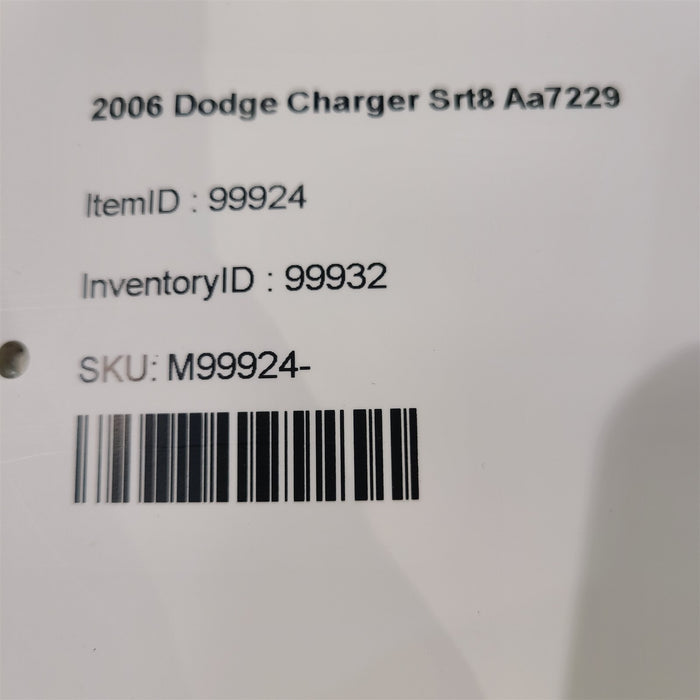 2006 Dodge Charger Srt8 Aa7229
ItemID : 99924
InventoryID : 99932
SKU: M99924-